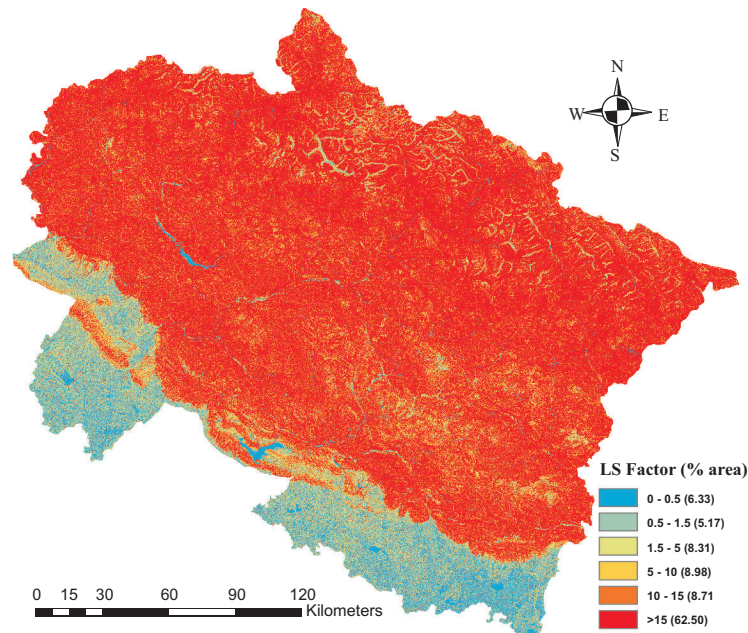 N
W E
S
LS Factor (% area)
0 - 0.5 (6.33)
0.5 - 1.5 (5.17)
1.5 - 5 (8.31)
5 - 10 (8.98)
10 - 15 (8.71
>15 (62.50)
0 15 30 60 90 120
Kilometers